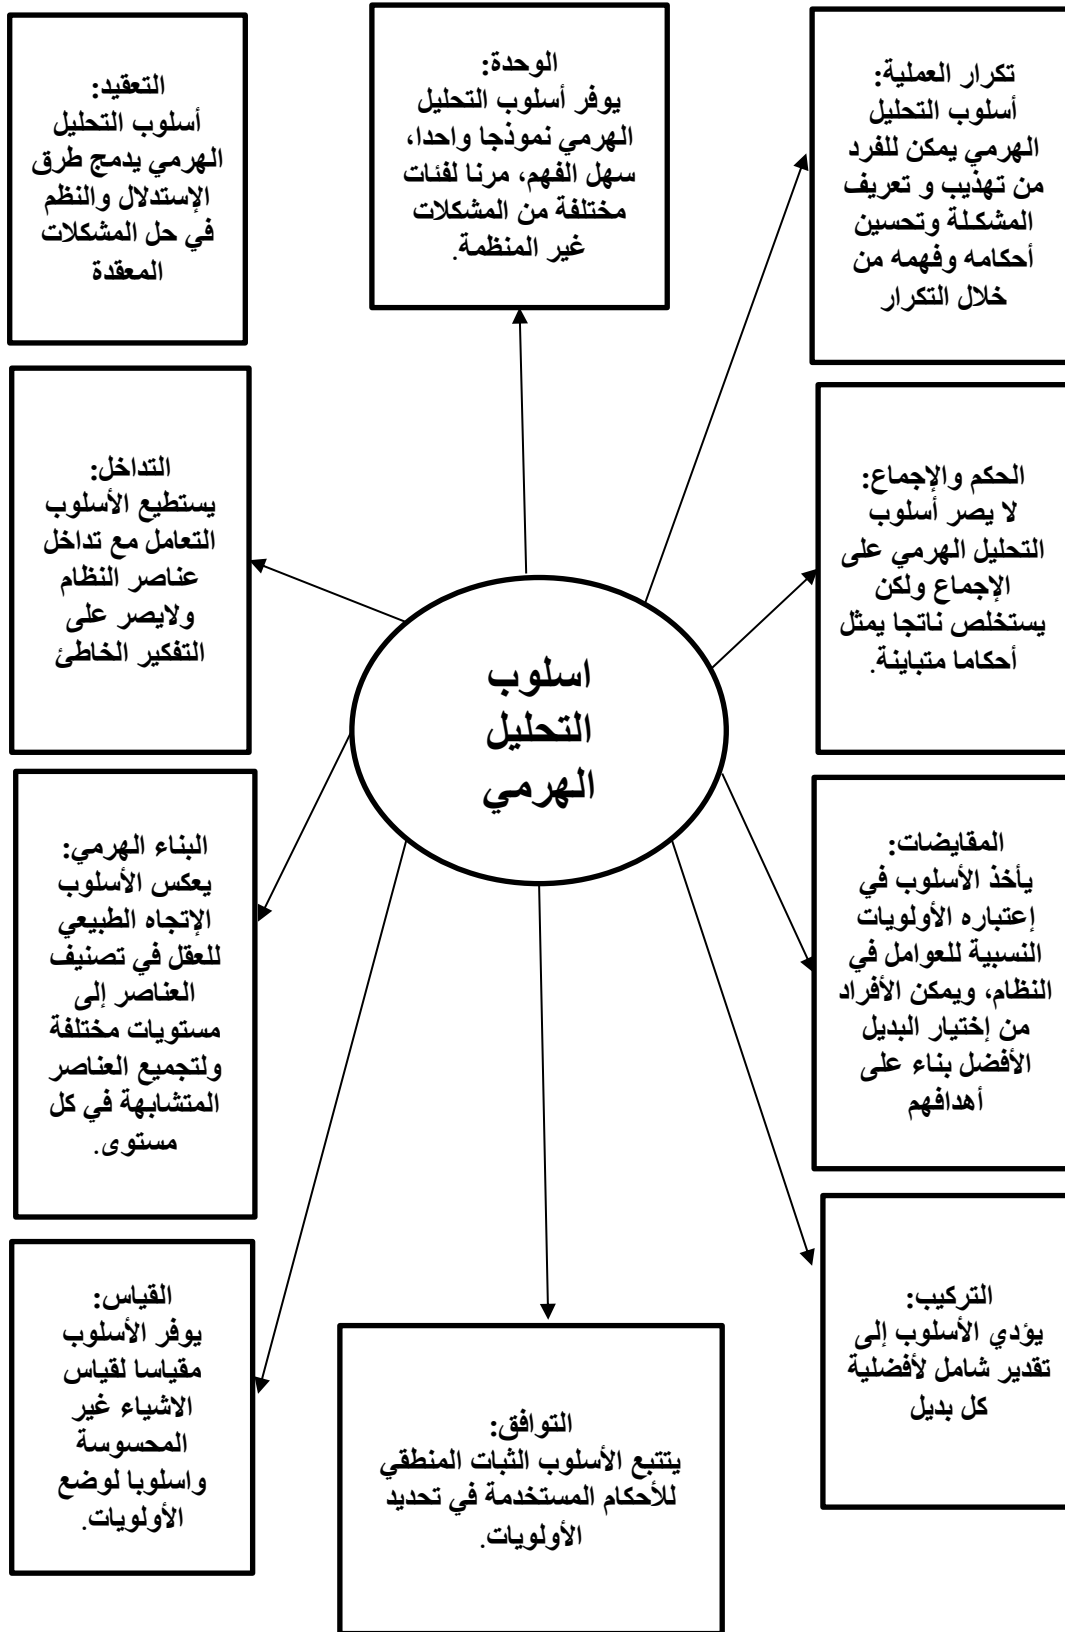 تكرار العملية:
أسلوب التحليل
الهرمي يمكن للفرد
من تهذيب و تعريف
المشكلة وتحسين
أحكامه وفهمه من
خلال التكرار
الوحدة:
يوفر أسلوب التحليل
الهرمي نموذجا واحدا،
سهل الفهم، مرنا لفئات
مختلفة من المشكلات
غير المنظمة.
التعقيد:
أسلوب التحليل
الهرمي يدمج طرق
الإستدلال والنظم
في حل المشكلات
المعقدة
الحكم والإجماع:
لا يصر أسلوب
التحليل الهرمي على
الإجماع ولكن
يستخلص ناتجا يمثل
أحكاما متباينة.
التداخل:
يستطيع الأسلوب
التعامل مع تداخل
عناصر النظام
ولايصر على
التفكير الخاطئ
اسلوب
التحليل
الهرمي
المقايضات:
يأخذ الأسلوب في
إعتباره الأولويات
النسبية للعوامل في
النظام، ويمكن الأفراد
من إختيار البديل
الأفضل بناء على
أهدافهم
البناء الهرمي:
يعكس الأسلوب
الإتجاه الطبيعي
للعقل في تصنيف
العناصر إلى
مستويات مختلفة
ولتجميع العناصر
المتشابهة في كل
مستوى.
التركيب:
يؤدي الأسلوب إلى
تقدير شامل لأفضلية
كل بديل
التوافق:
يتتبع الأسلوب الثبات المنطقي
للأحكام المستخدمة في تحديد
الأولويات.
القياس:
يوفر الأسلوب
مقياسا لقياس
الاشياء غير
المحسوسة
واسلوبا لوضع
الأولويات.